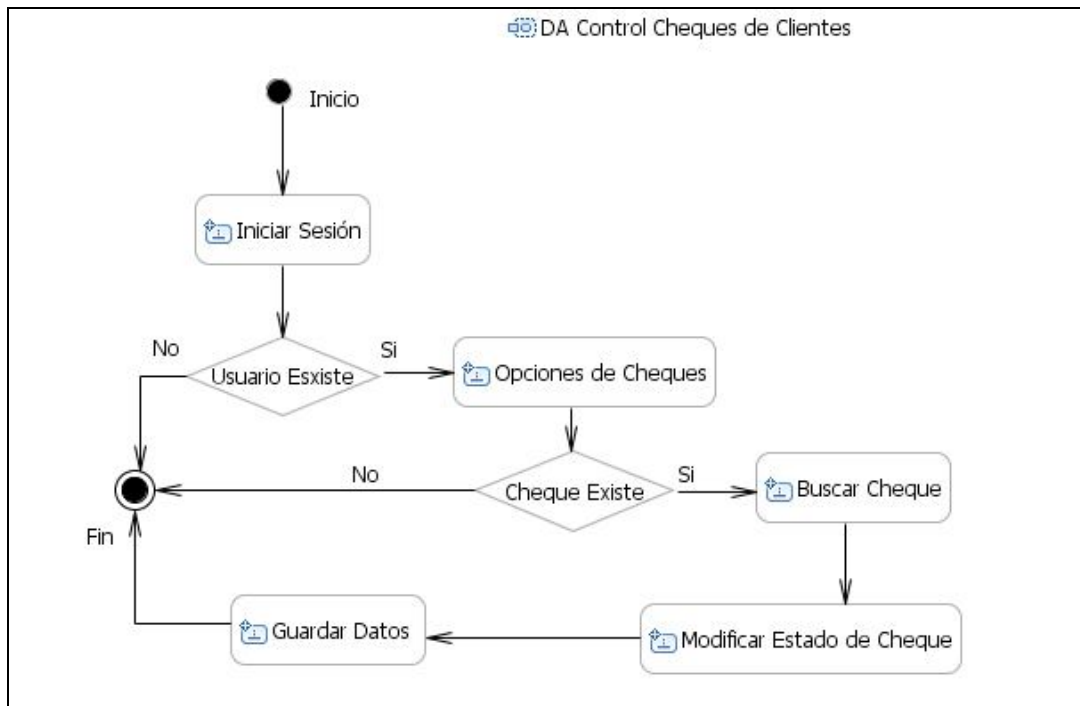 DA Control Cheques de Clientes
Inicio
Iniciar Sesión
No
Usuario Esxiste
Si
Opciones de Cheques
No
Cheque Existe
Si
Buscar Cheque
Fin
Guardar Datos
Modificar Estado de Cheque